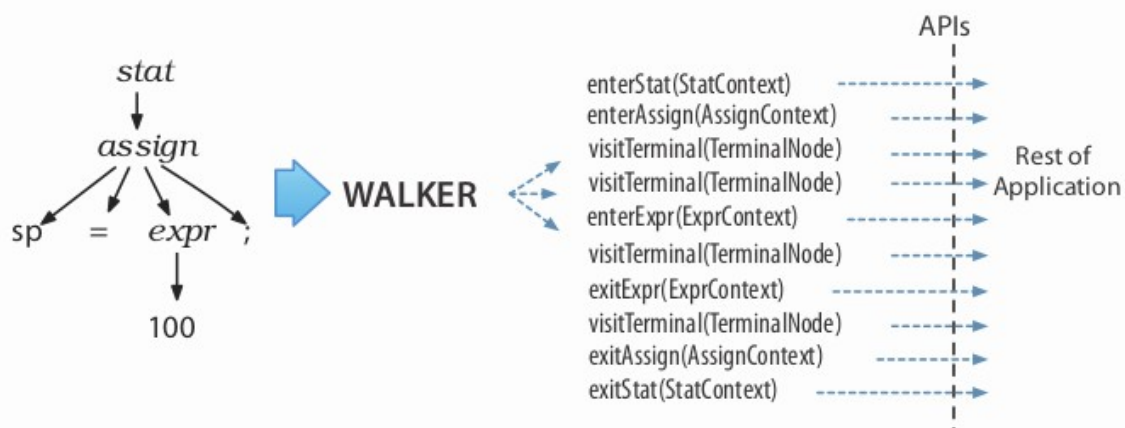 stat
assign
sp = expr ;
100
WALKER
APIs
enterStat(StatContext)
enterAssign(AssignContext)
visitTerminal(TerminalNode)
visitTerminal(TerminalNode)
enterExpr(ExprContext)
visitTerminal(TerminalNode)
exitExpr(ExprContext)
visitTerminal(TerminalNode)
exitAssign(AssignContext)
exitStat(StatContext)
Rest of
Application